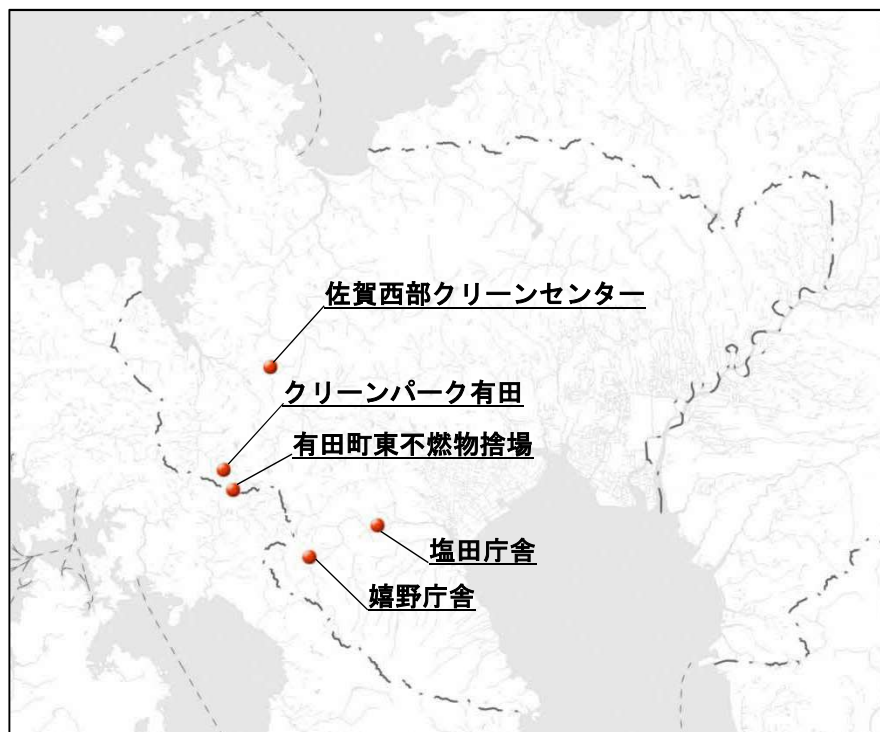 佐賀西部クリーンセンター
クリーンパーク有田
有田町東不燃物捨場
塩田庁舎
嬉野庁舎